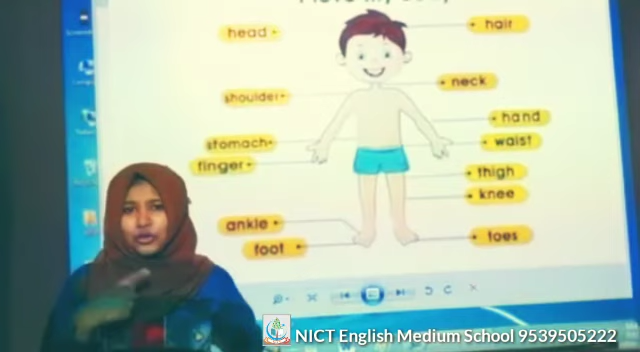 head
hair
neck
shoulder
hand
stomach
waist
finger
thigh
knee
ankle
toes
foot
NICT English Medium School 9539505222